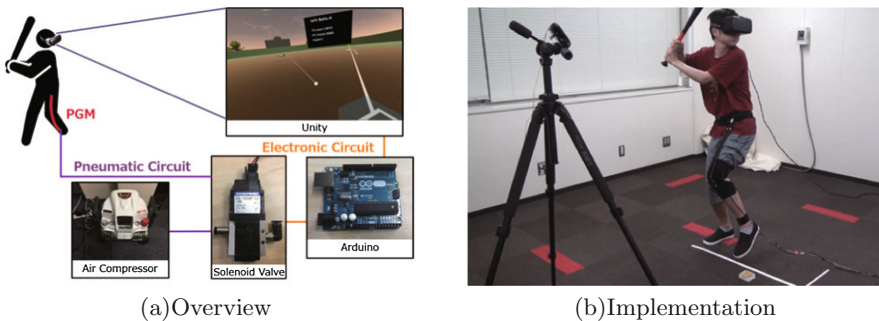 PGM
Unity
Electronic Circuit
Pneumatic Circuit
Air Compressor
Solenoid Valve
Arduino
(a)Overview
(b)Implementation